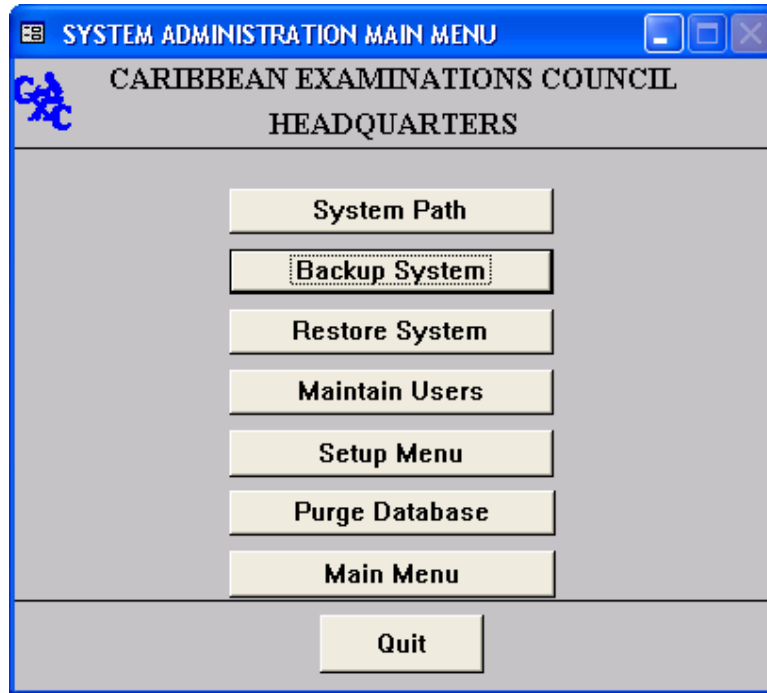 SYSTEM ADMINISTRATION MAIN MENU
CXC
CARIBBEAN EXAMINATIONS COUNCIL
HEADQUARTERS
System Path
Backup System
Restore System
Maintain Users
Setup Menu
Purge Database
Main Menu
Quit